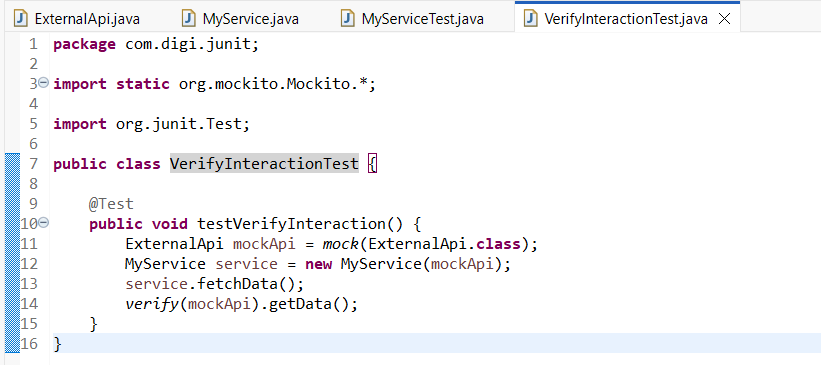 ExternalApi.java MyService.java MyServiceTest.java VerifyInteractionTest.java
1 package com.digi.junit;
2
3 import static org.mockito.Mockito.*;
4
5 import org.junit.Test;
6
7 public class VerifyInteractionTest {
8
9 @Test
10 public void testVerifyInteraction() {
11 ExternalApi mockApi = mock(ExternalApi.class);
12 MyService service = new MyService(mockApi);
13 service.fetchData();
14 verify(mockApi).getData();
15 }
16 }